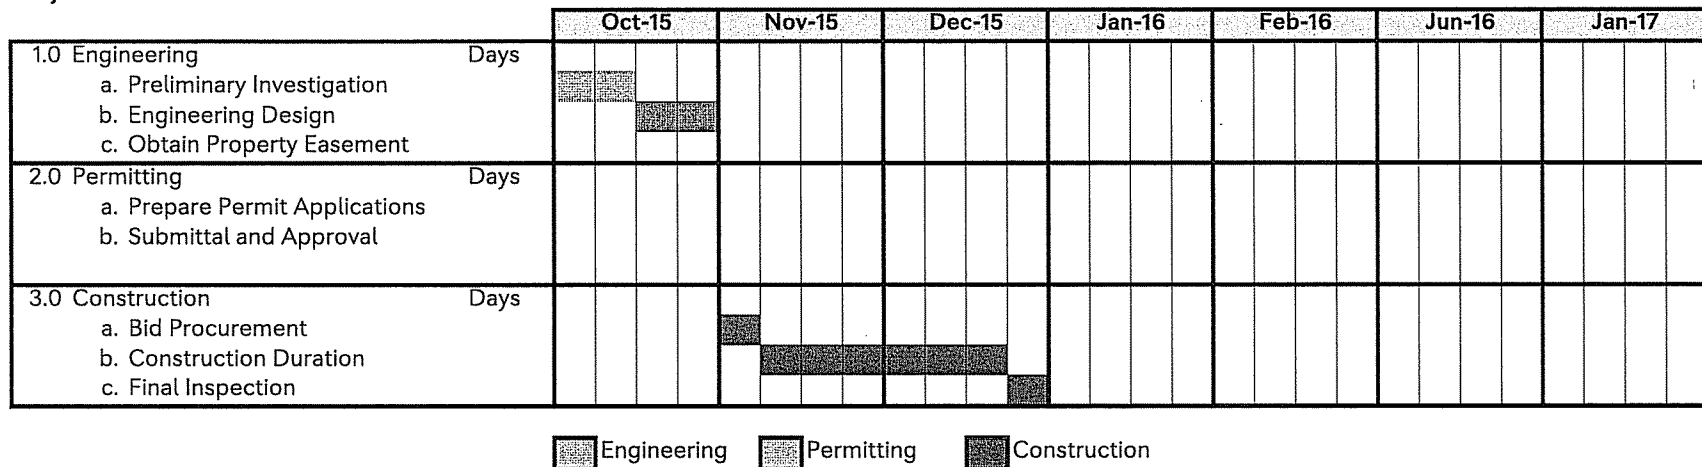 Oct-15 Nov-15 Dec-15 Jan-16 Feb-16 Jun-16 Jan-17
1.0 Engineering Days
a. Preliminary Investigation
b. Engineering Design
c. Obtain Property Easement
2.0 Permitting Days
a. Prepare Permit Applications
b. Submittal and Approval
3.0 Construction Days
a. Bid Procurement
b. Construction Duration
c. Final Inspection
Engineering Permitting Construction